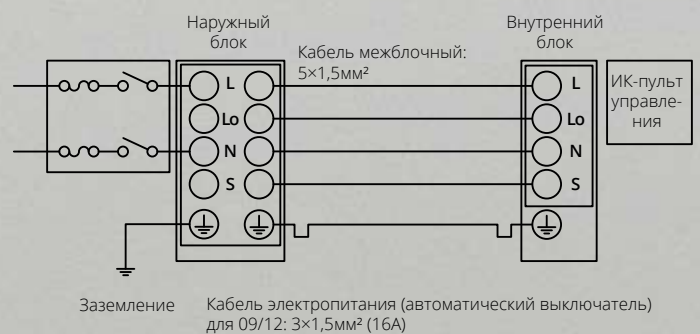 Наружный
блок
Внутренний
блок
Кабель межблочный:
5×1,5мм²
L
L
ИК-пульт
управле-
ния
Lo
Lo
N
N
S
S
Заземление
Кабель электропитания (автоматический выключатель)
для 09/12: 3×1,5мм² (16А)